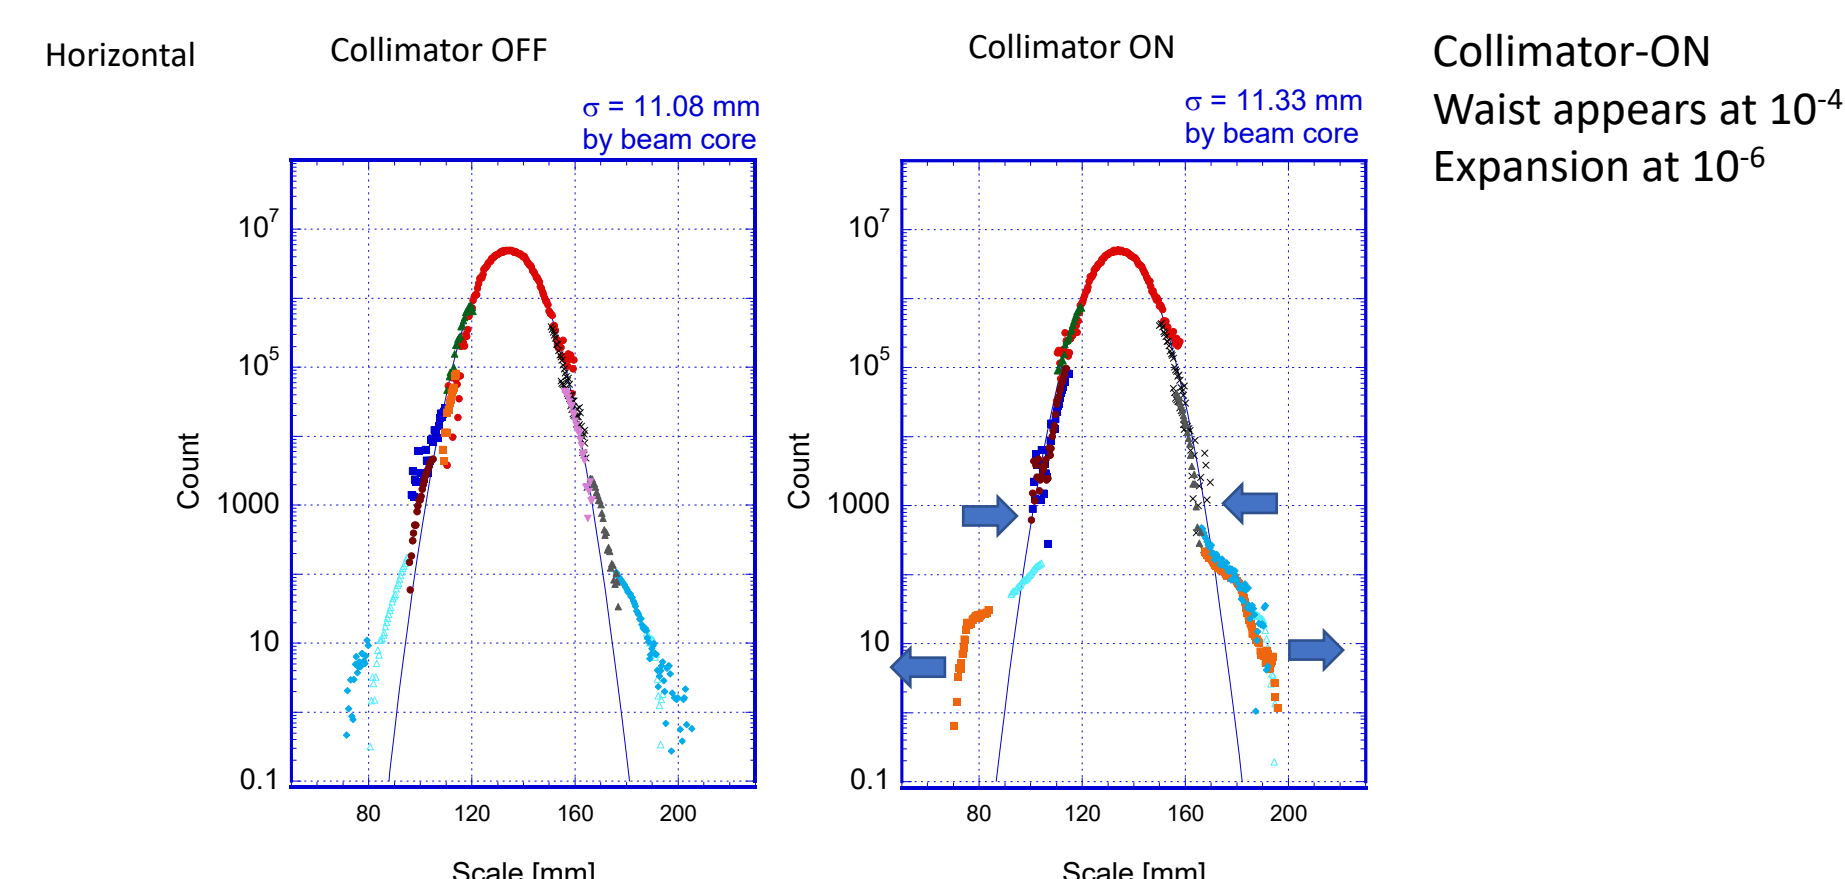 Horizontal
Collimator OFF
σ = 11.08 mm
by beam core
10^7
10^5
1000
10
0.1
Count
80 120 160 200
Scale [mm]
Collimator ON
σ = 11.33 mm
by beam core
10^7
10^5
1000
10
0.1
Count
80 120 160 200
Scale [mm]
Collimator-ON
Waist appears at 10^-4
Expansion at 10^-6